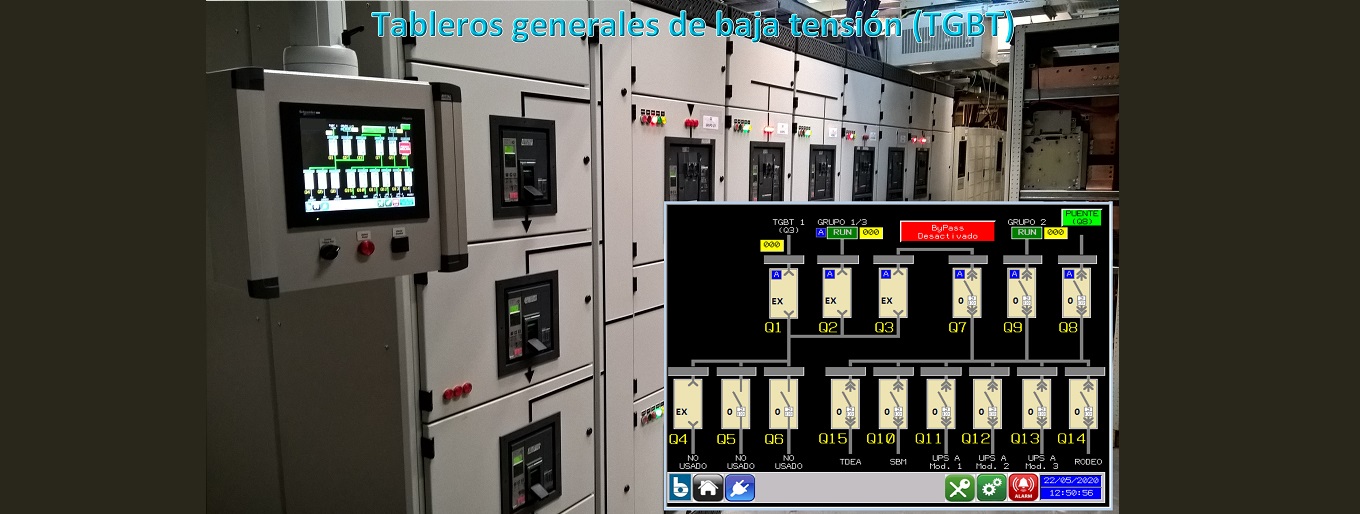 Tableros generales de baja tensión (TGBT)
TGBT 1
(Q3)
GRUPO 1/3
GRUPO 2
PUENTE
(Q8)
000
A
RUN
000
ByPass
Desactivado
RUN
000
A
A
A
A
A
A
EX
EX
EX
0
0
0
Q1
Q2
Q3
Q7
Q9
Q8
EX
0
0
0
0
0
0
0
0
Q4
Q5
Q6
Q15
Q10
Q11
Q12
Q13
Q14
NO
USADO
NO
USADO
NO
USADO
TDEA
SBM
UPS A
Mod. 1
UPS A
Mod. 2
UPS A
Mod. 3
RODEO
b
ALARM
22/05/2020
12:50:56